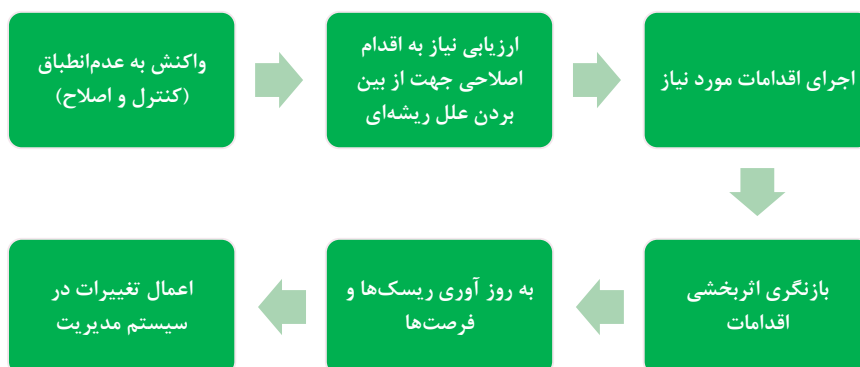 واکنش به عدم‌انطباق
(کنترل و اصلاح)
ارزیابی نیاز به اقدام
اصلاحی جهت از بین
بردن علل ریشه‌ای
اجرای اقدامات مورد نیاز
بازنگری اثربخشی
اقدامات
به روز آوری ریسک‌ها و
فرصت‌ها
اعمال تغییرات در
سیستم مدیریت